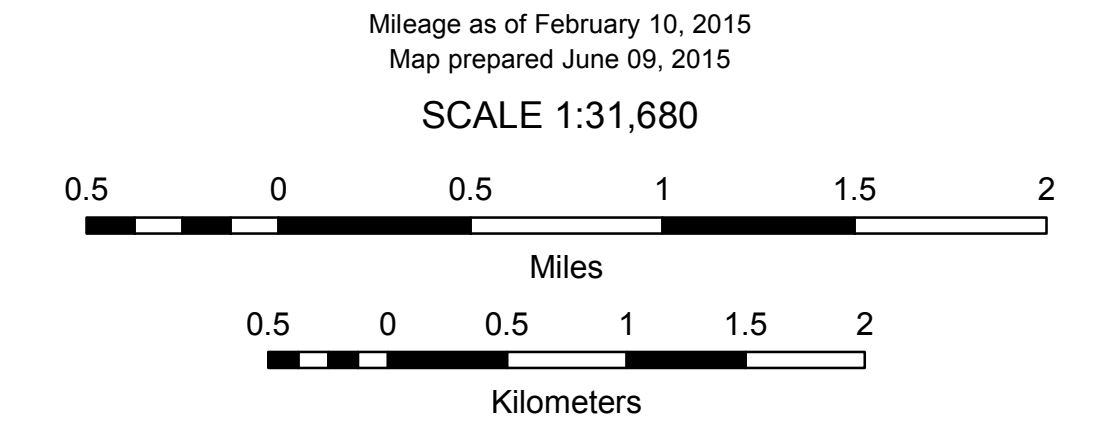 Mileage as of February 10, 2015
Map prepared June 09, 2015
SCALE 1:31,680
0.5 0 0.5 1 1.5 2
Miles
0.5 0 0.5 1 1.5 2
Kilometers